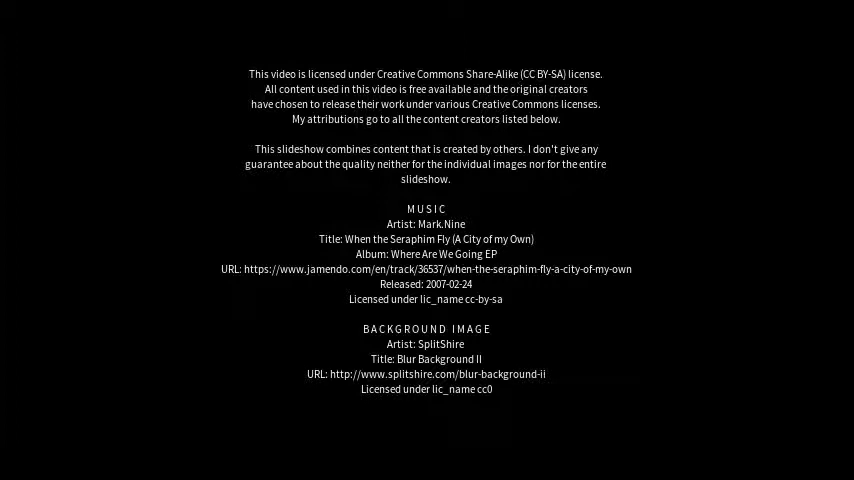 This video is licensed under Creative Commons Share-Alike (CC BY-SA) license.
All content used in this video is free available and the original creators
have chosen to release their work under various Creative Commons licenses.
My attributions go to all the content creators listed below.
This slideshow combines content that is created by others. I don't give any
guarantee about the quality neither for the individual images nor for the entire
slideshow.
MUSIC
Artist: Mark.Nine
Title: When the Seraphim Fly (A City of my Own)
Album: Where Are We Going EP
URL: https://www.jamendo.com/en/track/36537/when-the-seraphim-fly-a-city-of-my-own
Released: 2007-02-24
Licensed under lic_name cc-by-sa
BACKGROUND IMAGE
Artist: SplitShire
Title: Blur Background II
URL: http://www.splitshire.com/blur-background-ii
Licensed under lic_name cc0